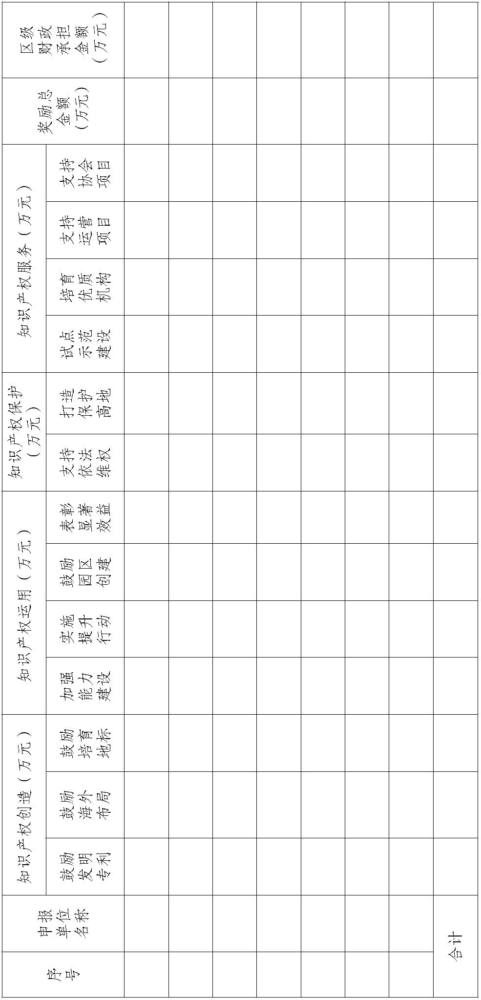 序号
申报
单位
名称
知识产权创造(万元)
鼓励
发明
专利
鼓励
海外
布局
鼓励
培育
地标
知识产权运用(万元)
加强
能力
建设
实施
提升
行动
鼓励
园区
创建
表彰
显著
效益
知识产权保护
(万元)
支持
依法
维权
打造
保护
高地
知识产权服务(万元)
试点
示范
建设
培育
优质
机构
支持
运营
项目
支持
协会
项目
奖励总
金额
(万元)
区级
财政
承担
金额
(万元)
合计